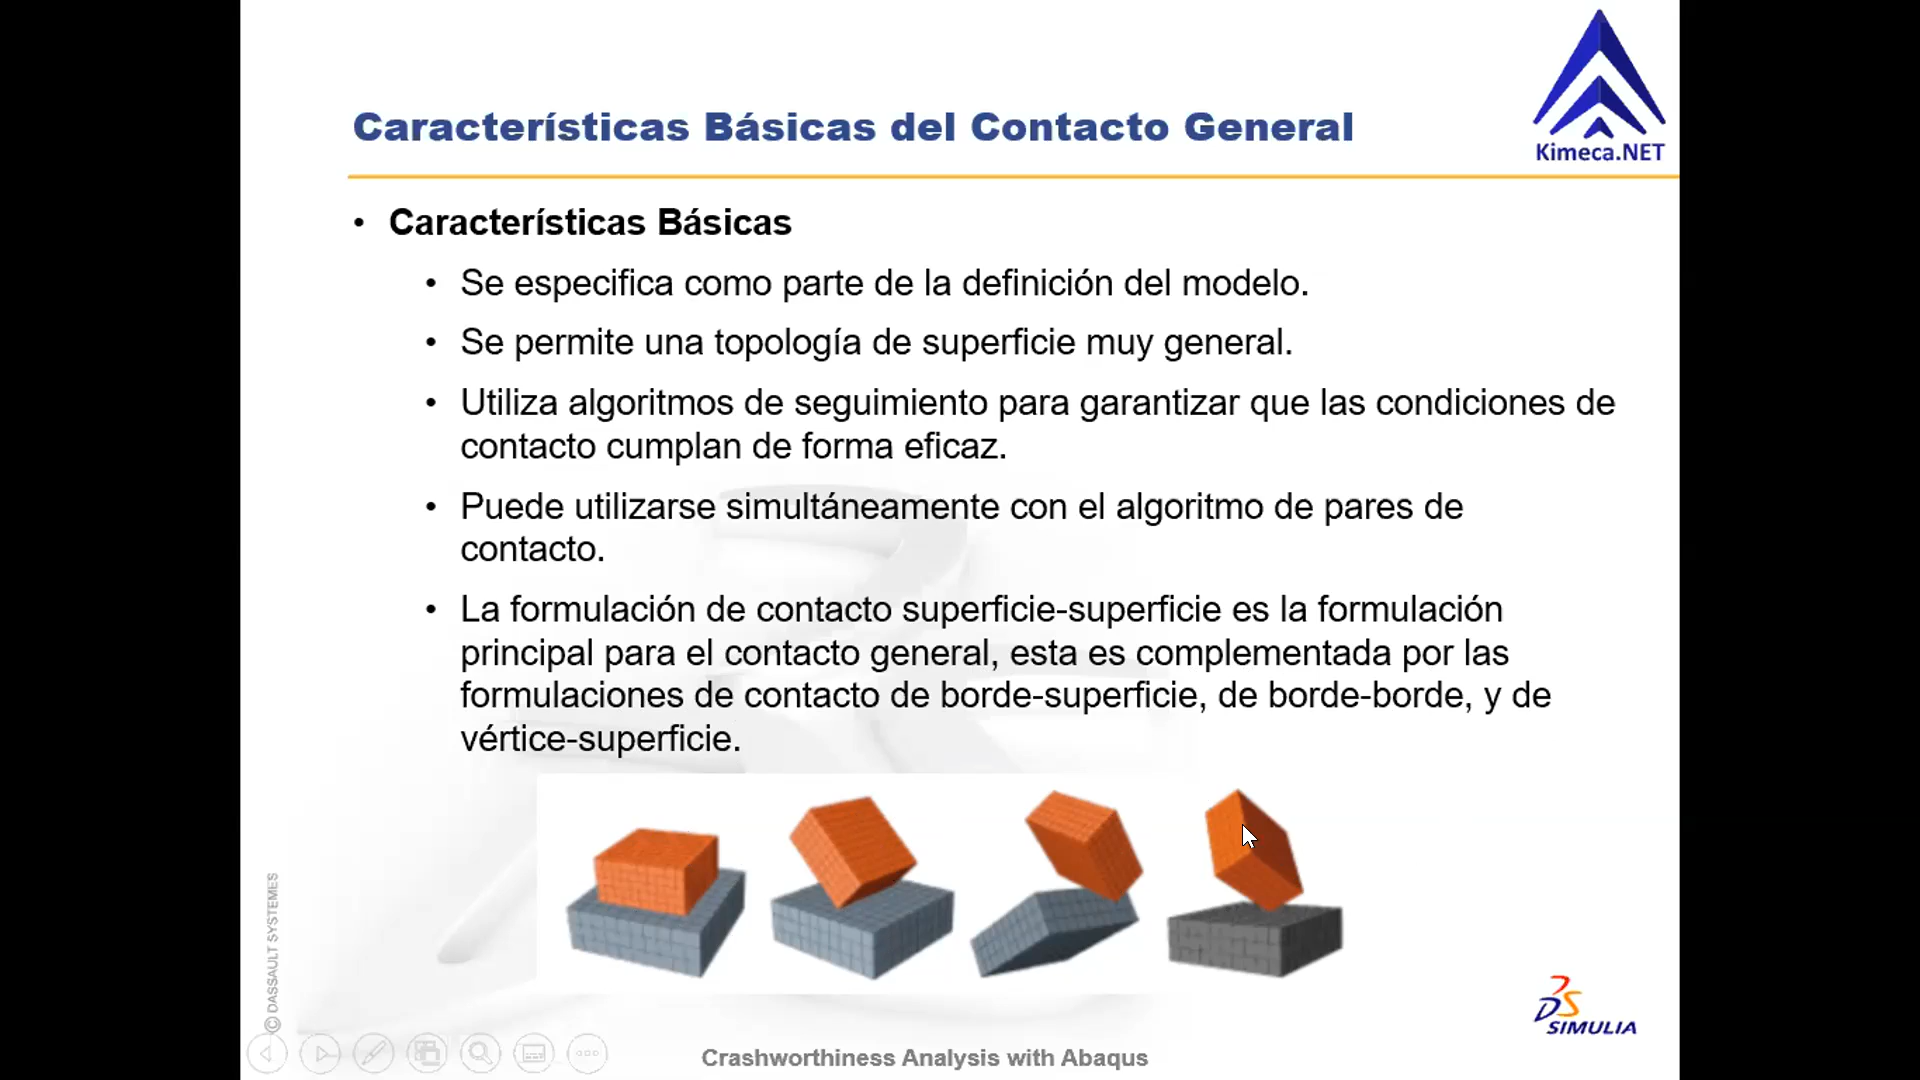 Kimeca.NET
Características Básicas del Contacto General
• Características Básicas
• Se especifica como parte de la definición del modelo.
• Se permite una topología de superficie muy general.
• Utiliza algoritmos de seguimiento para garantizar que las condiciones de
contacto cumplan de forma eficaz.
• Puede utilizarse simultáneamente con el algoritmo de pares de
contacto.
• La formulación de contacto superficie-superficie es la formulación
principal para el contacto general, esta es complementada por las
formulaciones de contacto de borde-superficie, de borde-borde, y de
vértice-superficie.
© DASSAULT SYSTEMES
SIMULIA
Crashworthiness Analysis with Abaqus